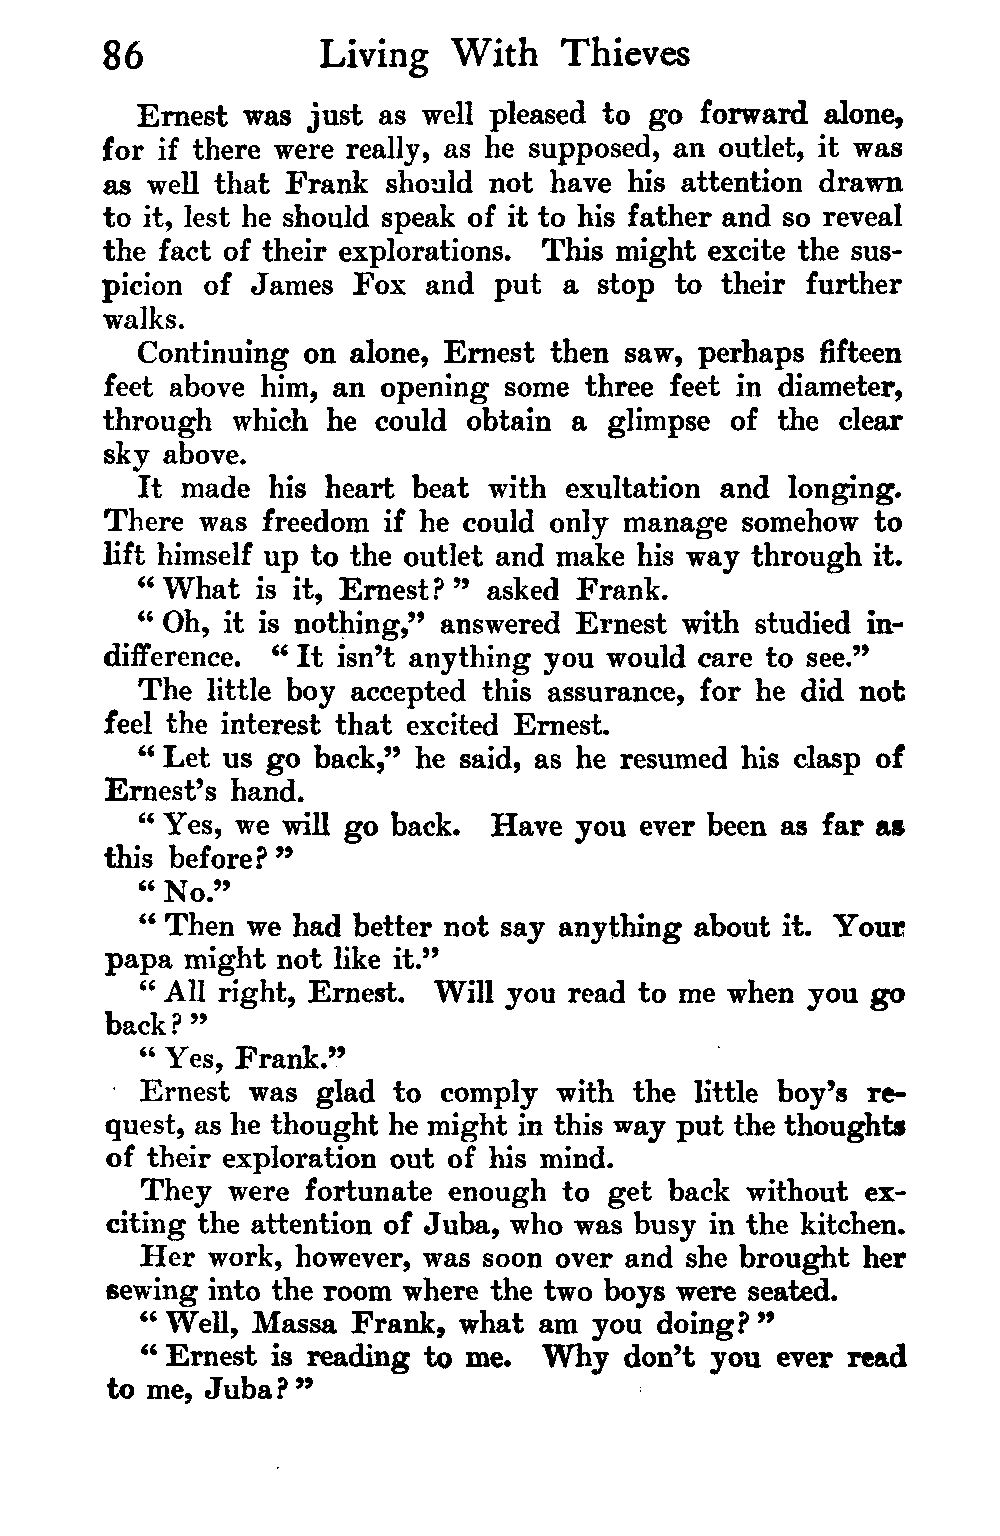 86 Living With Thieves
Ernest was just as well pleased to go forward alone,
for if there were really, as he supposed, an outlet, it was
as well that Frank should not have his attention drawn
to it, lest he should speak of it to his father and so reveal
the fact of their explorations. This might excite the sus-
picion of James Fox and put a stop to their further
walks.
Continuing on alone, Ernest then saw, perhaps fifteen
feet above him, an opening some three feet in diameter,
through which he could obtain a glimpse of the clear
sky above.
It made his heart beat with exultation and longing.
There was freedom if he could only manage somehow to
lift himself up to the outlet and make his way through it.
“ What is it, Ernest? ” asked Frank.
“ Oh, it is nothing,” answered Ernest with studied in-
difference. “ It isn’t anything you would care to see.”
The little boy accepted this assurance, for he did not
feel the interest that excited Ernest.
“ Let us go back,” he said, as he resumed his clasp of
Ernest’s hand.
“ Yes, we will go back. Have you ever been as far as
this before? ”
“ No.”
“ Then we had better not say anything about it. Your
papa might not like it.”
“ All right, Ernest. Will you read to me when you go
back? ”
“ Yes, Frank.”
Ernest was glad to comply with the little boy’s re-
quest, as he thought he might in this way put the thoughts
of their exploration out of his mind.
They were fortunate enough to get back without ex-
citing the attention of Juba, who was busy in the kitchen.
Her work, however, was soon over and she brought her
sewing into the room where the two boys were seated.
“ Well, Massa Frank, what am you doing? ”
“ Ernest is reading to me. Why don’t you ever read
to me, Juba? ”